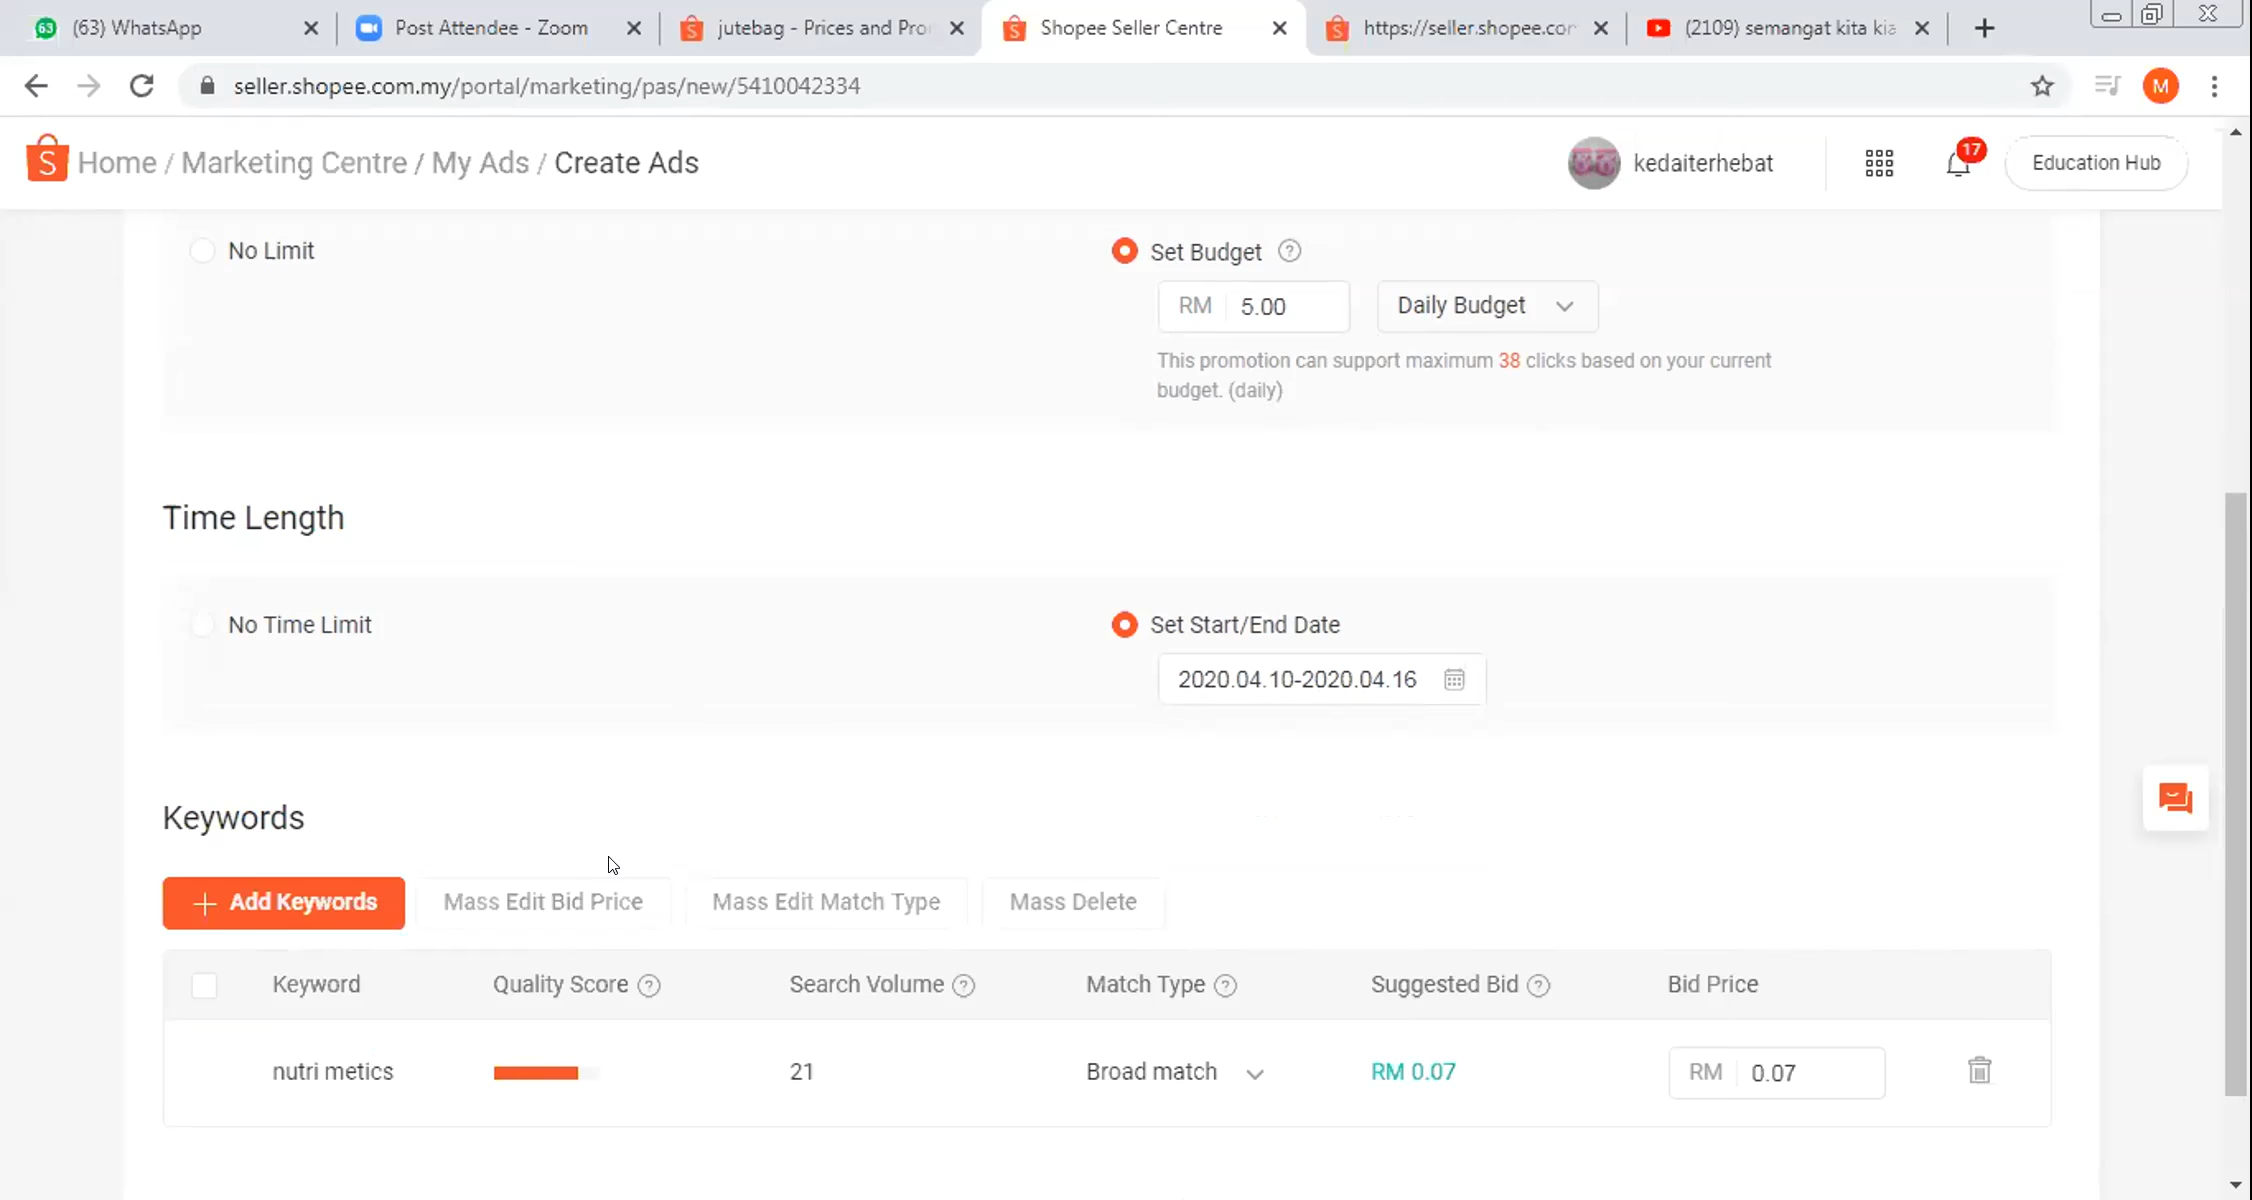 63 (63) WhatsApp
Post Attendee - Zoom
jutebag - Prices and Pro
Shopee Seller Centre
https://seller.shopee.cor
(2109) semangat kita kia
seller.shopee.com.my/portal/marketing/pas/new/5410042334
M
Home / Marketing Centre / My Ads / Create Ads
kedaiterhebat
17
Education Hub
No Limit
Set Budget ?
RM 5.00
Daily Budget
This promotion can support maximum 38 clicks based on your current
budget. (daily)
Time Length
No Time Limit
Set Start/End Date
2020.04.10-2020.04.16
Keywords
+ Add Keywords
Mass Edit Bid Price
Mass Edit Match Type
Mass Delete
Keyword Quality Score ? Search Volume ? Match Type ? Suggested Bid ? Bid Price
nutri metics 21 Broad match RM 0.07 RM 0.07